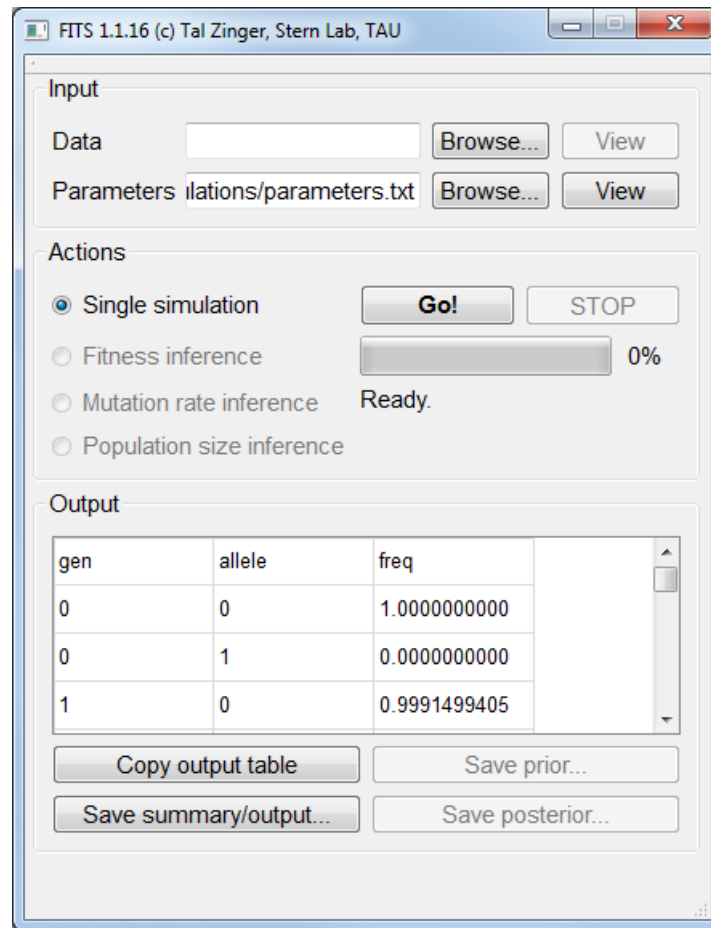 FITS 1.1.16 (c) Tal Zinger, Stern Lab, TAU
Input
Data Browse... View
Parameters ulations/parameters.txt Browse... View
Actions
Single simulation Go! STOP
Fitness inference 0%
Mutation rate inference Ready.
Population size inference
Output
gen allele freq
0 0 1.0000000000
0 1 0.0000000000
1 0 0.9991499405
Copy output table Save prior...
Save summary/output... Save posterior...